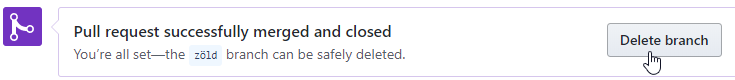 Pull request successfully merged and closed
You’re all set—the zöld branch can be safely deleted.
Delete branch